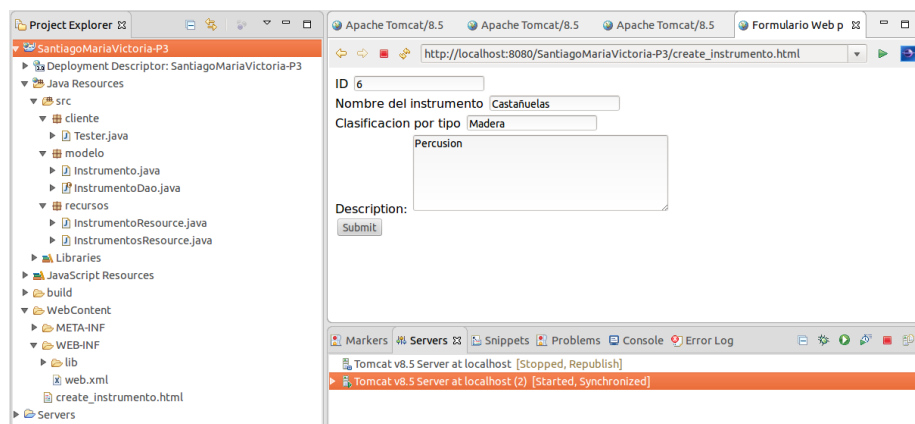 Project Explorer
SantiagoMariaVictoria-P3
Deployment Descriptor: SantiagoMariaVictoria-P3
Java Resources
src
cliente
Tester.java
modelo
Instrumento.java
InstrumentoDao.java
recursos
InstrumentoResource.java
InstrumentosResource.java
Libraries
JavaScript Resources
build
WebContent
META-INF
WEB-INF
lib
web.xml
create_instrumento.html
Servers
Apache Tomcat/8.5 Apache Tomcat/8.5 Apache Tomcat/8.5 Formulario Web p
http://localhost:8080/SantiagoMariaVictoria-P3/create_instrumento.html
ID 6
Nombre del instrumento Castañuelas
Clasificacion por tipo Madera
Percusion
Description:
Submit
Markers Servers Snippets Problems Console Error Log
Tomcat v8.5 Server at localhost [Stopped, Republish]
Tomcat v8.5 Server at localhost (2) [Started, Synchronized]